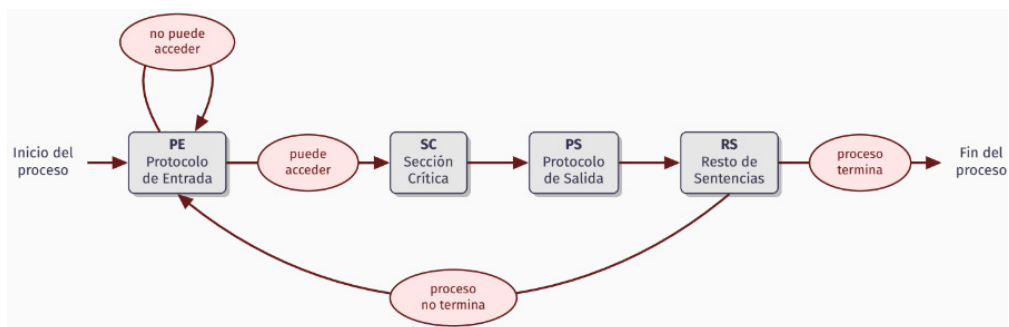 no puede
acceder
Inicio del
proceso
PE
Protocolo
de Entrada
puede
acceder
SC
Sección
Crítica
PS
Protocolo
de Salida
RS
Resto de
Sentencias
proceso
termina
Fin del
proceso
proceso
no termina